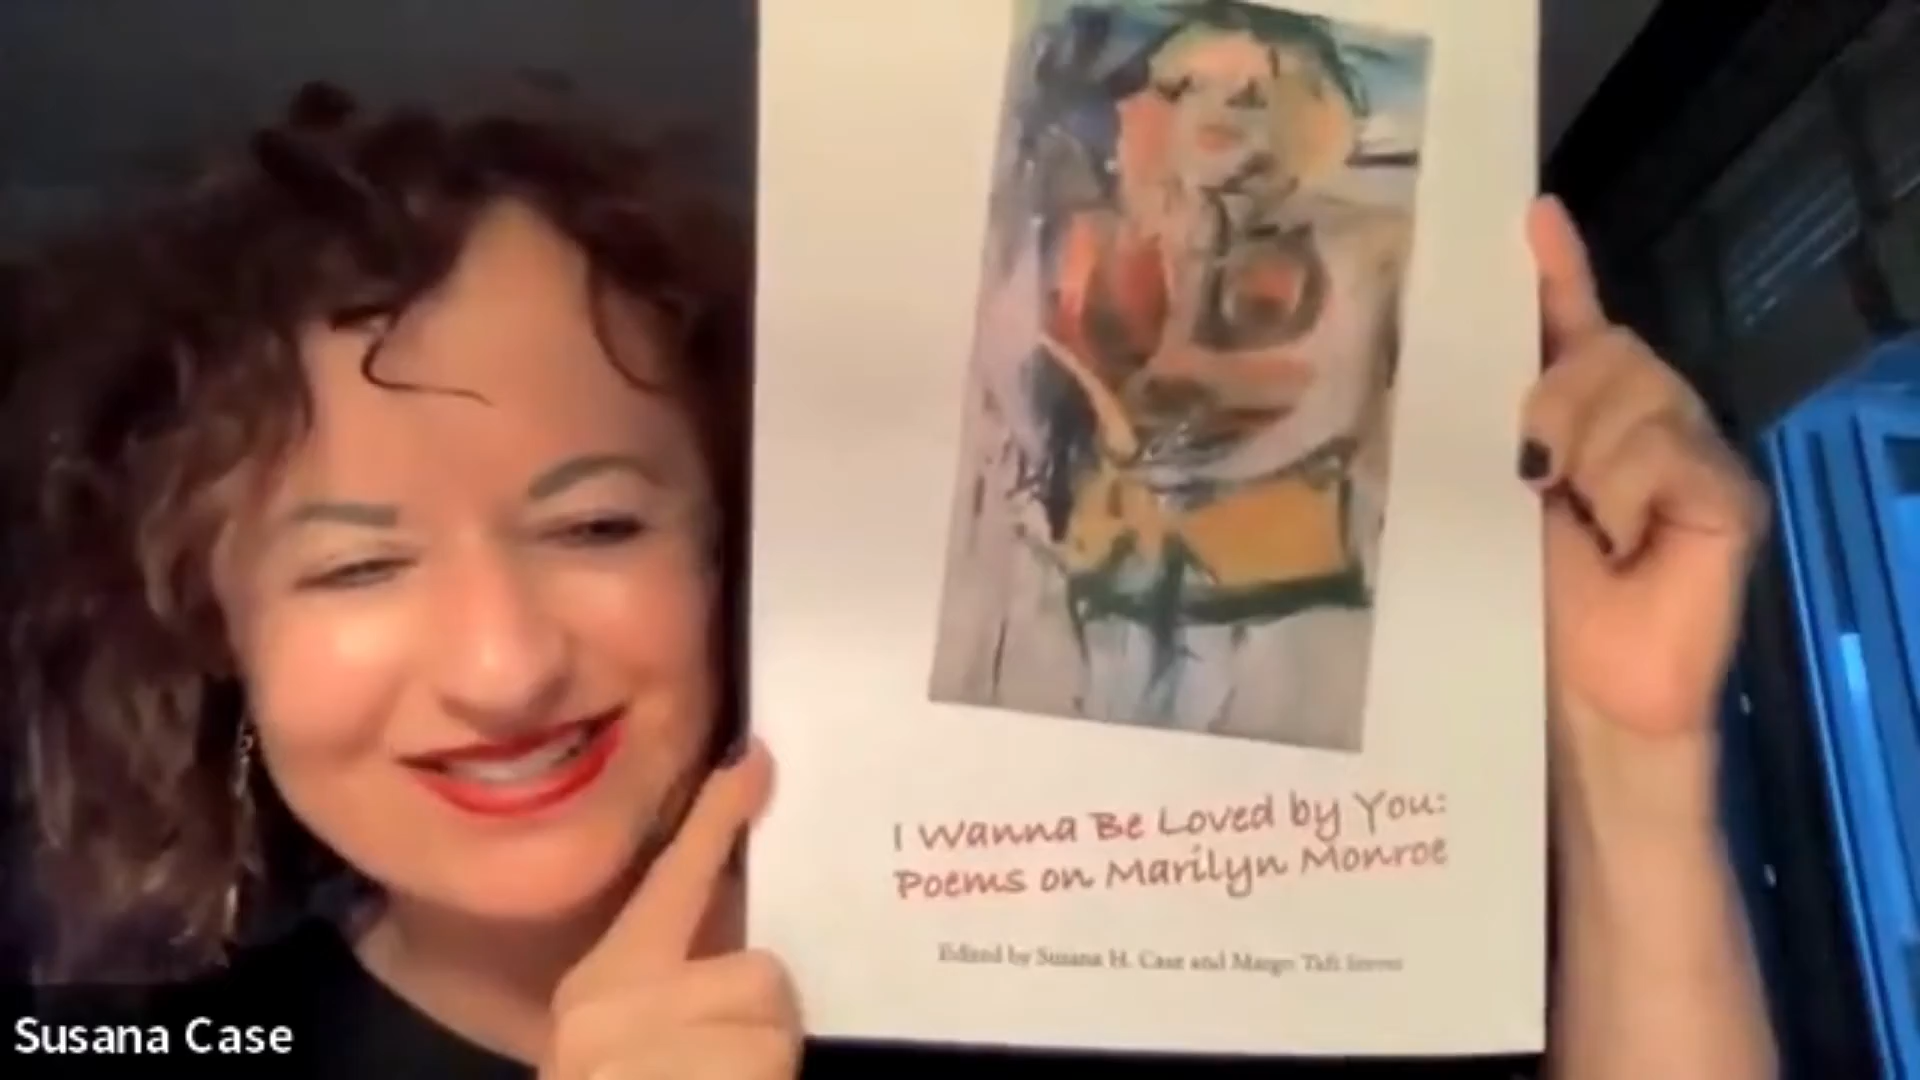 I Wanna Be Loved by You:
Poems on Marilyn Monroe
Edited by Susana H. Case and Margo Taft Stever
Susana Case